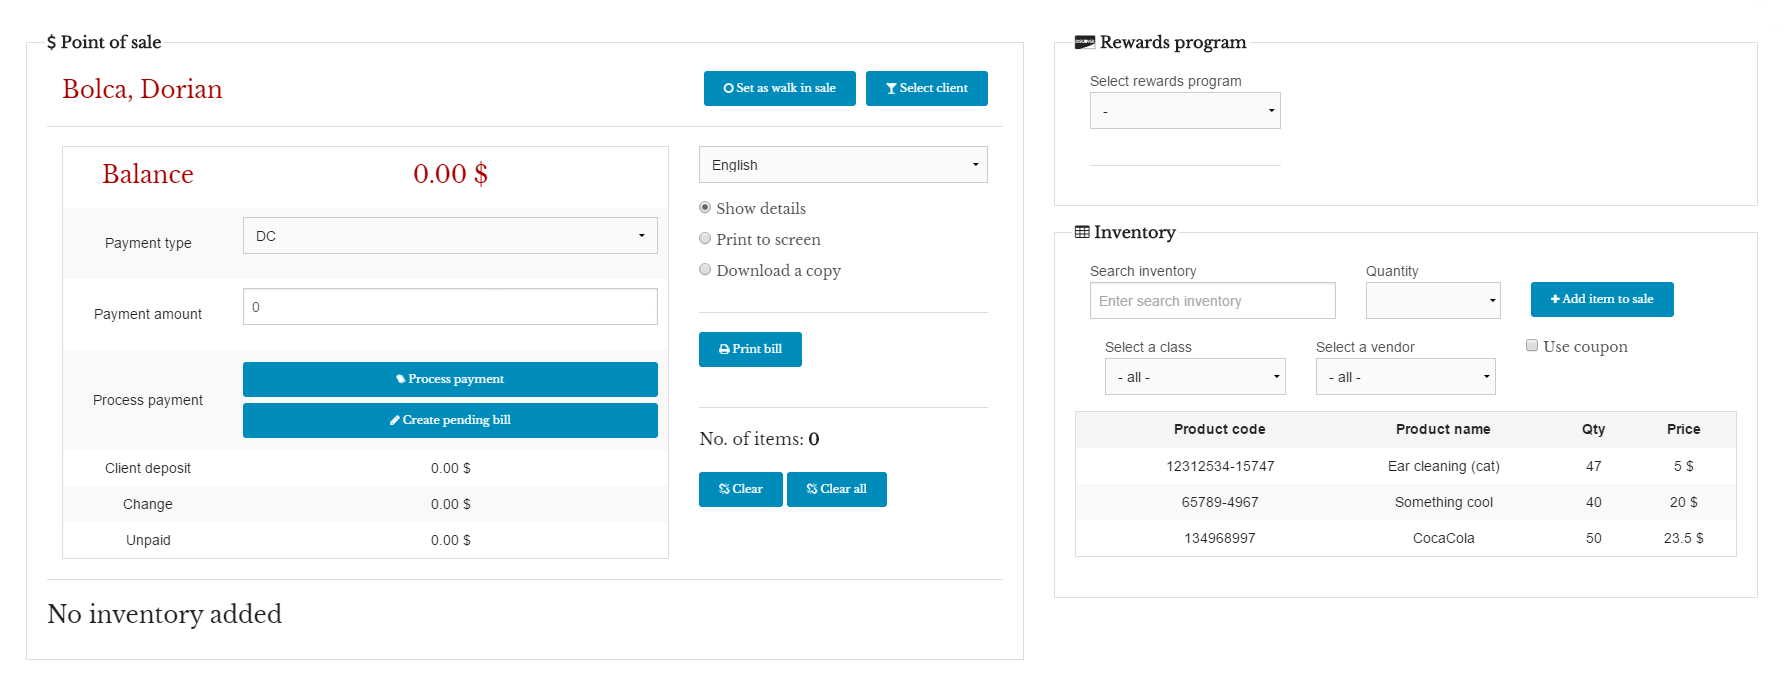 $ Point of sale
Bolca, Dorian
Set as walk in sale
Select client
Balance 0.00 $
Payment type DC
Payment amount 0
Process payment
Process payment
Create pending bill
Client deposit 0.00 $
Change 0.00 $
Unpaid 0.00 $
English
Show details
Print to screen
Download a copy
Print bill
No. of items: 0
Clear
Clear all
No inventory added
DISCOVER Rewards program
Select rewards program
-
Inventory
Search inventory Quantity
Enter search inventory
Add item to sale
Select a class Select a vendor
Use coupon
- all - - all -
Product code Product name Qty Price
12312534-15747 Ear cleaning (cat) 47 5 $
65789-4967 Something cool 40 20 $
134968997 CocaCola 50 23.5 $